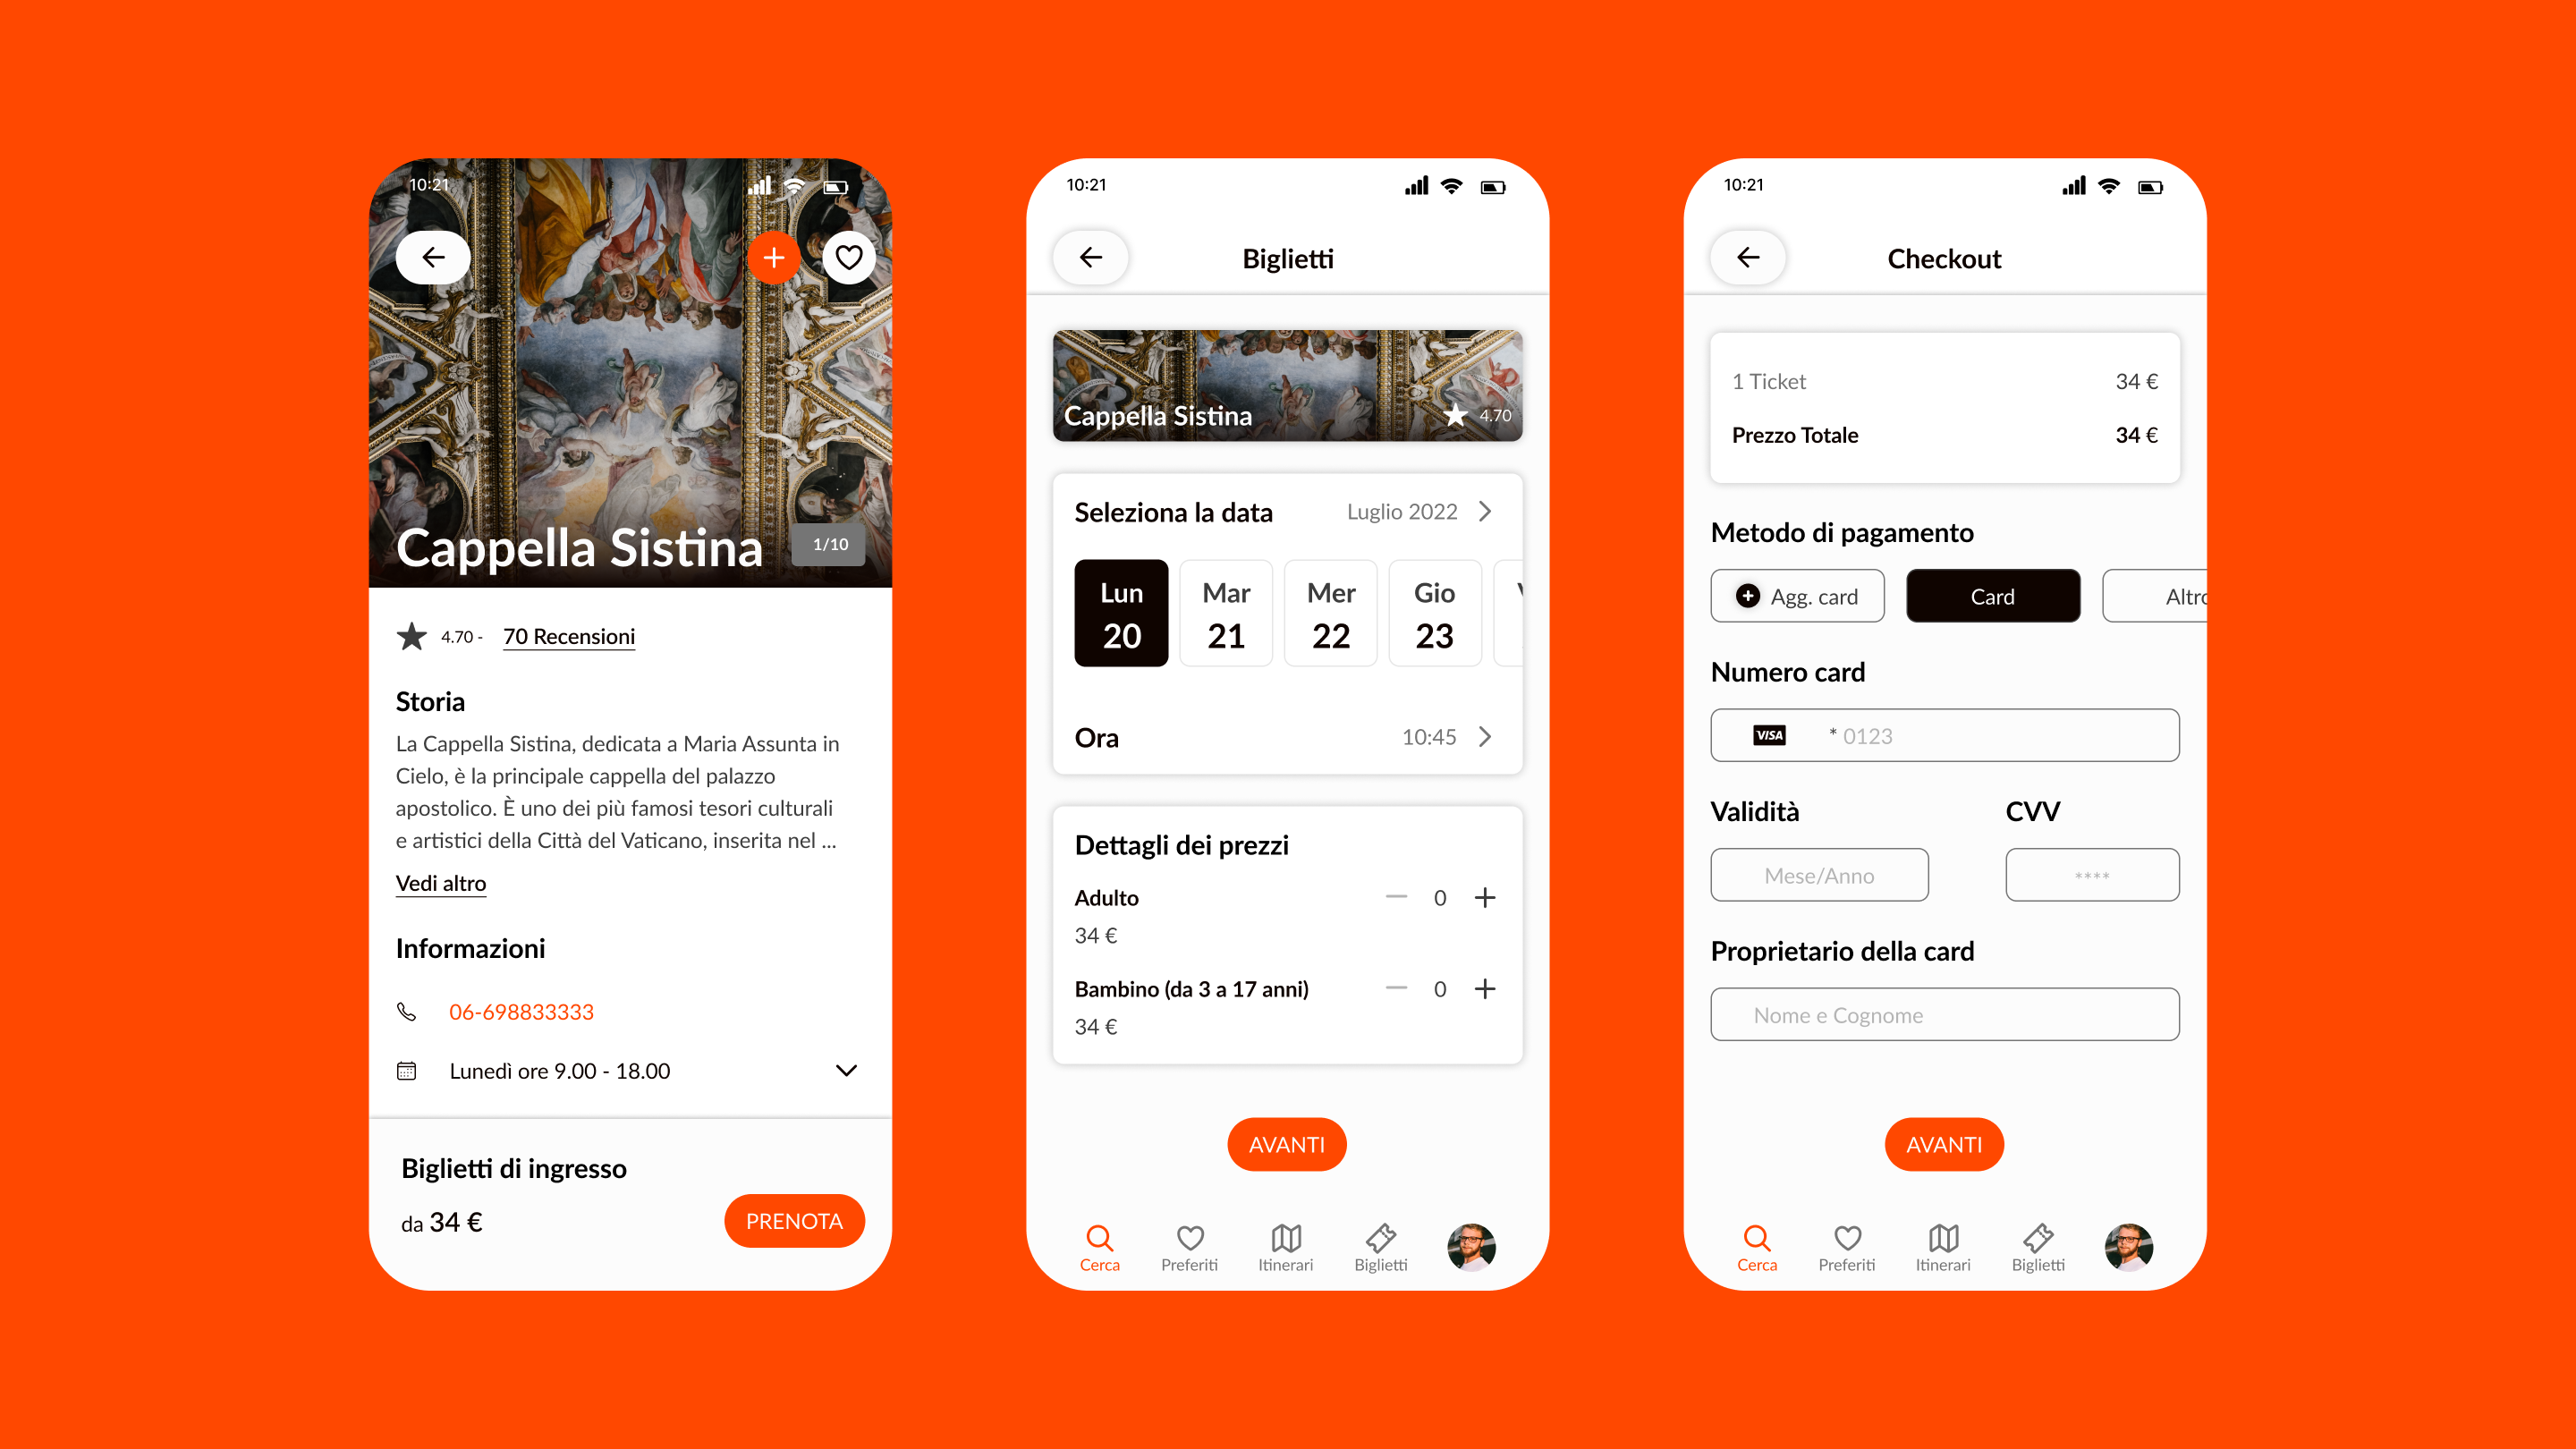 10:21
Cappella Sistina
1/10
4.70 -
70 Recensioni
Storia
La Cappella Sistina, dedicata a Maria Assunta in
Cielo, è la principale cappella del palazzo
apostolico. È uno dei più famosi tesori culturali
e artistici della Città del Vaticano, inserita nel ...
Vedi altro
Informazioni
06-698833333
Lunedì ore 9.00 - 18.00
Biglietti di ingresso
da 34 €
PRENOTA
10:21
Biglietti
Cappella Sistina
4.70
Seleziona la data
Luglio 2022
Lun
20
Mar
21
Mer
22
Gio
23
Ora
10:45
Dettagli dei prezzi
Adulto
0
34 €
Bambino (da 3 a 17 anni)
0
34 €
AVANTI
Cerca
Preferiti
Itinerari
Biglietti
10:21
Checkout
1 Ticket
34 €
Prezzo Totale
34 €
Metodo di pagamento
Agg. card
Card
Altro
Numero card
VISA
* 0123
Validità
CVV
Mese/Anno
****
Proprietario della card
Nome e Cognome
AVANTI
Cerca
Preferiti
Itinerari
Biglietti